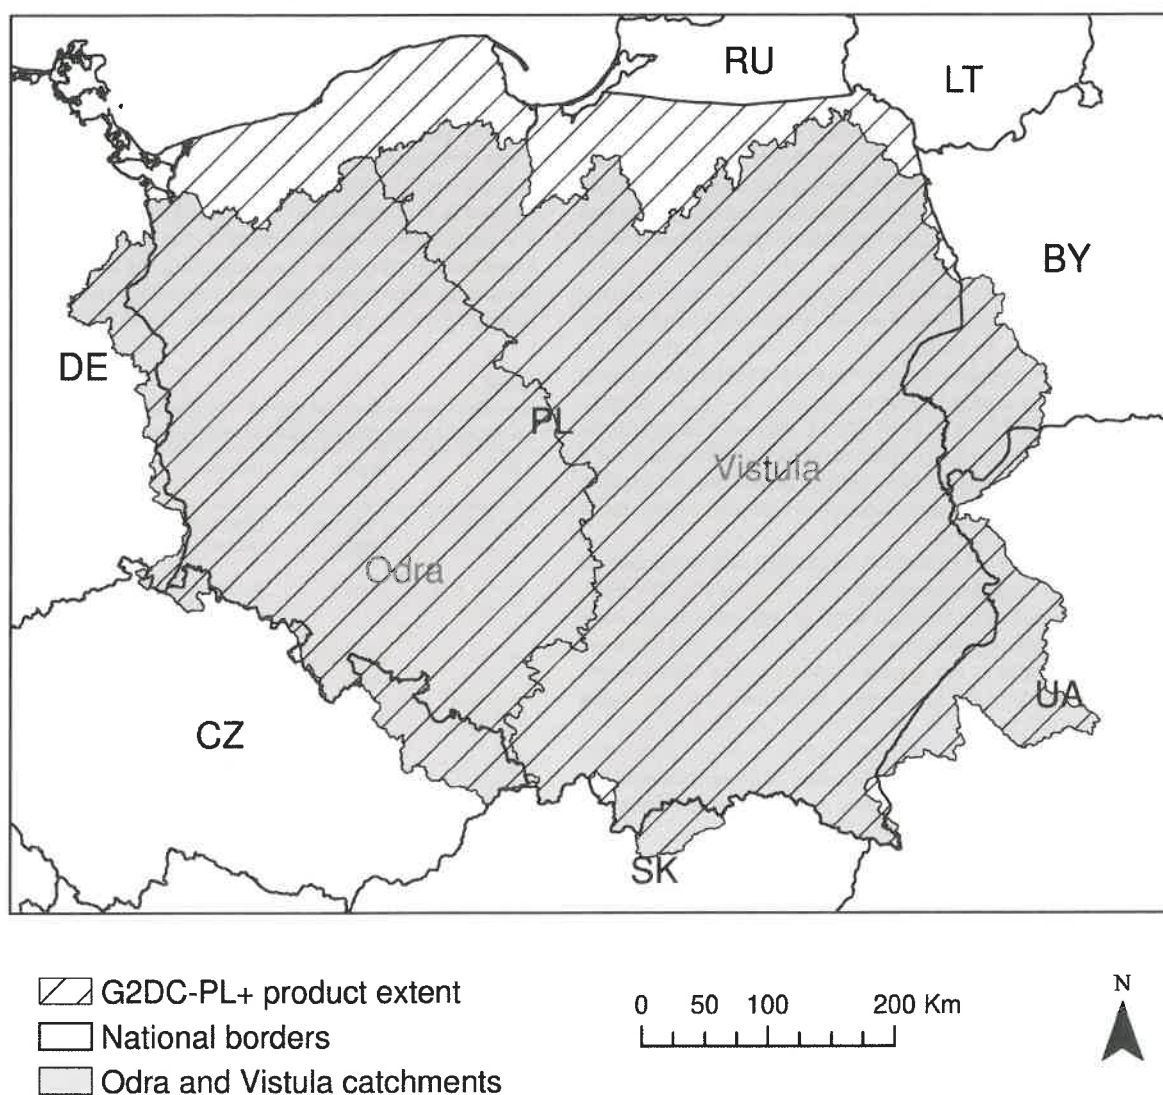 RU
LT
BY
DE
PL
Vistula
Odra
UA
CZ
SK
G2DC-PL+ product extent
National borders
Odra and Vistula catchments
0 50 100 200 Km
N